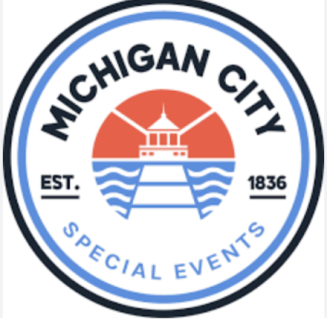 MICHIGAN CITY
EST. 1836
SPECIAL EVENTS